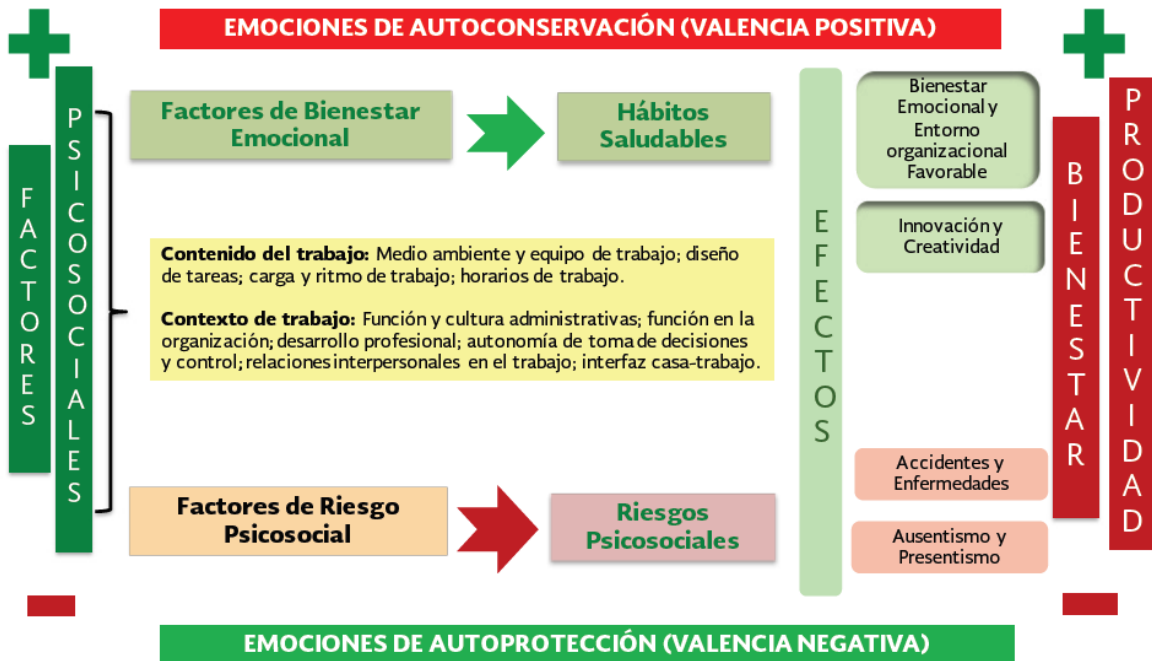 EMOCIONES DE AUTOCONSERVACIÓN (VALENCIA POSITIVA)
FACTORES
PSICOSOCIALES
Factores de Bienestar
Emocional
Hábitos
Saludables
Contenido del trabajo: Medio ambiente y equipo de trabajo; diseño
de tareas; carga y ritmo de trabajo; horarios de trabajo.
Contexto de trabajo: Función y cultura administrativas; función en la
organización; desarrollo profesional; autonomía de toma de decisiones
y control; relaciones interpersonales en el trabajo; interfaz casa-trabajo.
Factores de Riesgo
Psicosocial
Riesgos
Psicosociales
EFECTOS
Bienestar
Emocional y
Entorno
organizacional
Favorable
Innovación y
Creatividad
Accidentes y
Enfermedades
Ausentismo y
Presentismo
BIENESTAR
PRODUCTIVIDAD
EMOCIONES DE AUTOPROTECCIÓN (VALENCIA NEGATIVA)